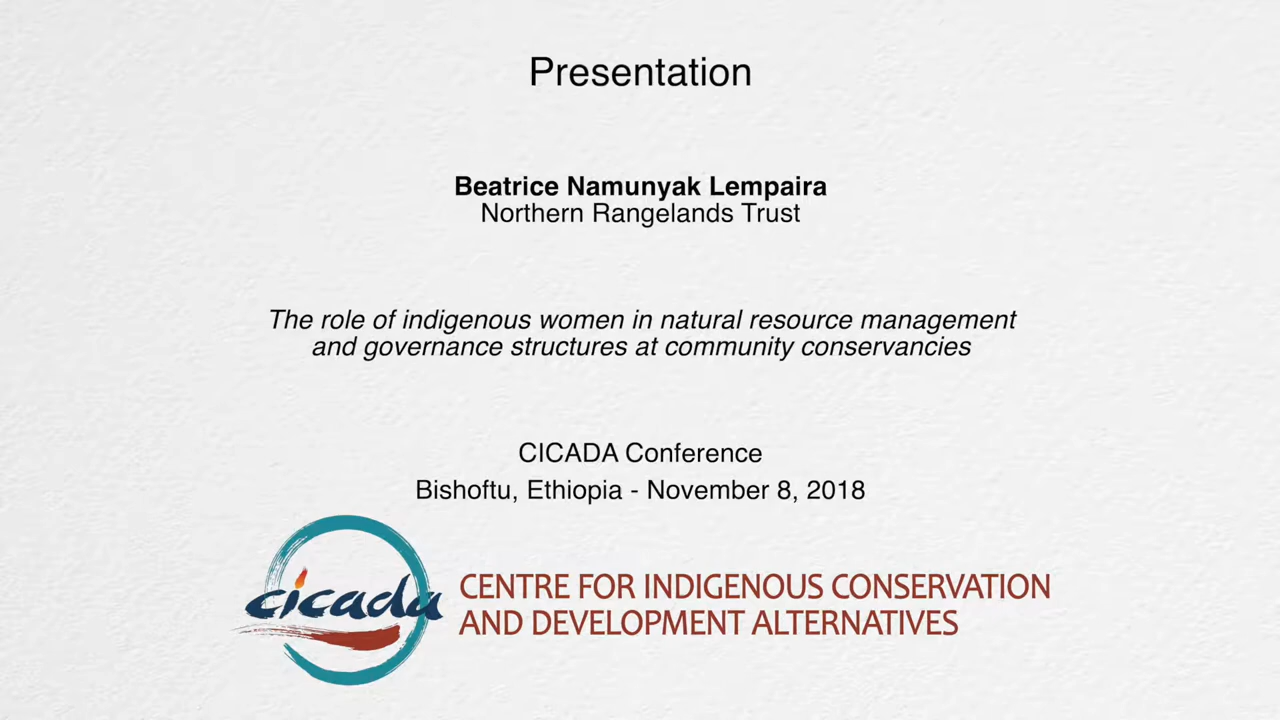 Presentation
Beatrice Namunyak Lempaira
Northern Rangelands Trust
The role of indigenous women in natural resource management
and governance structures at community conservancies
CICADA Conference
Bishoftu, Ethiopia - November 8, 2018
cicada
CENTRE FOR INDIGENOUS CONSERVATION
AND DEVELOPMENT ALTERNATIVES